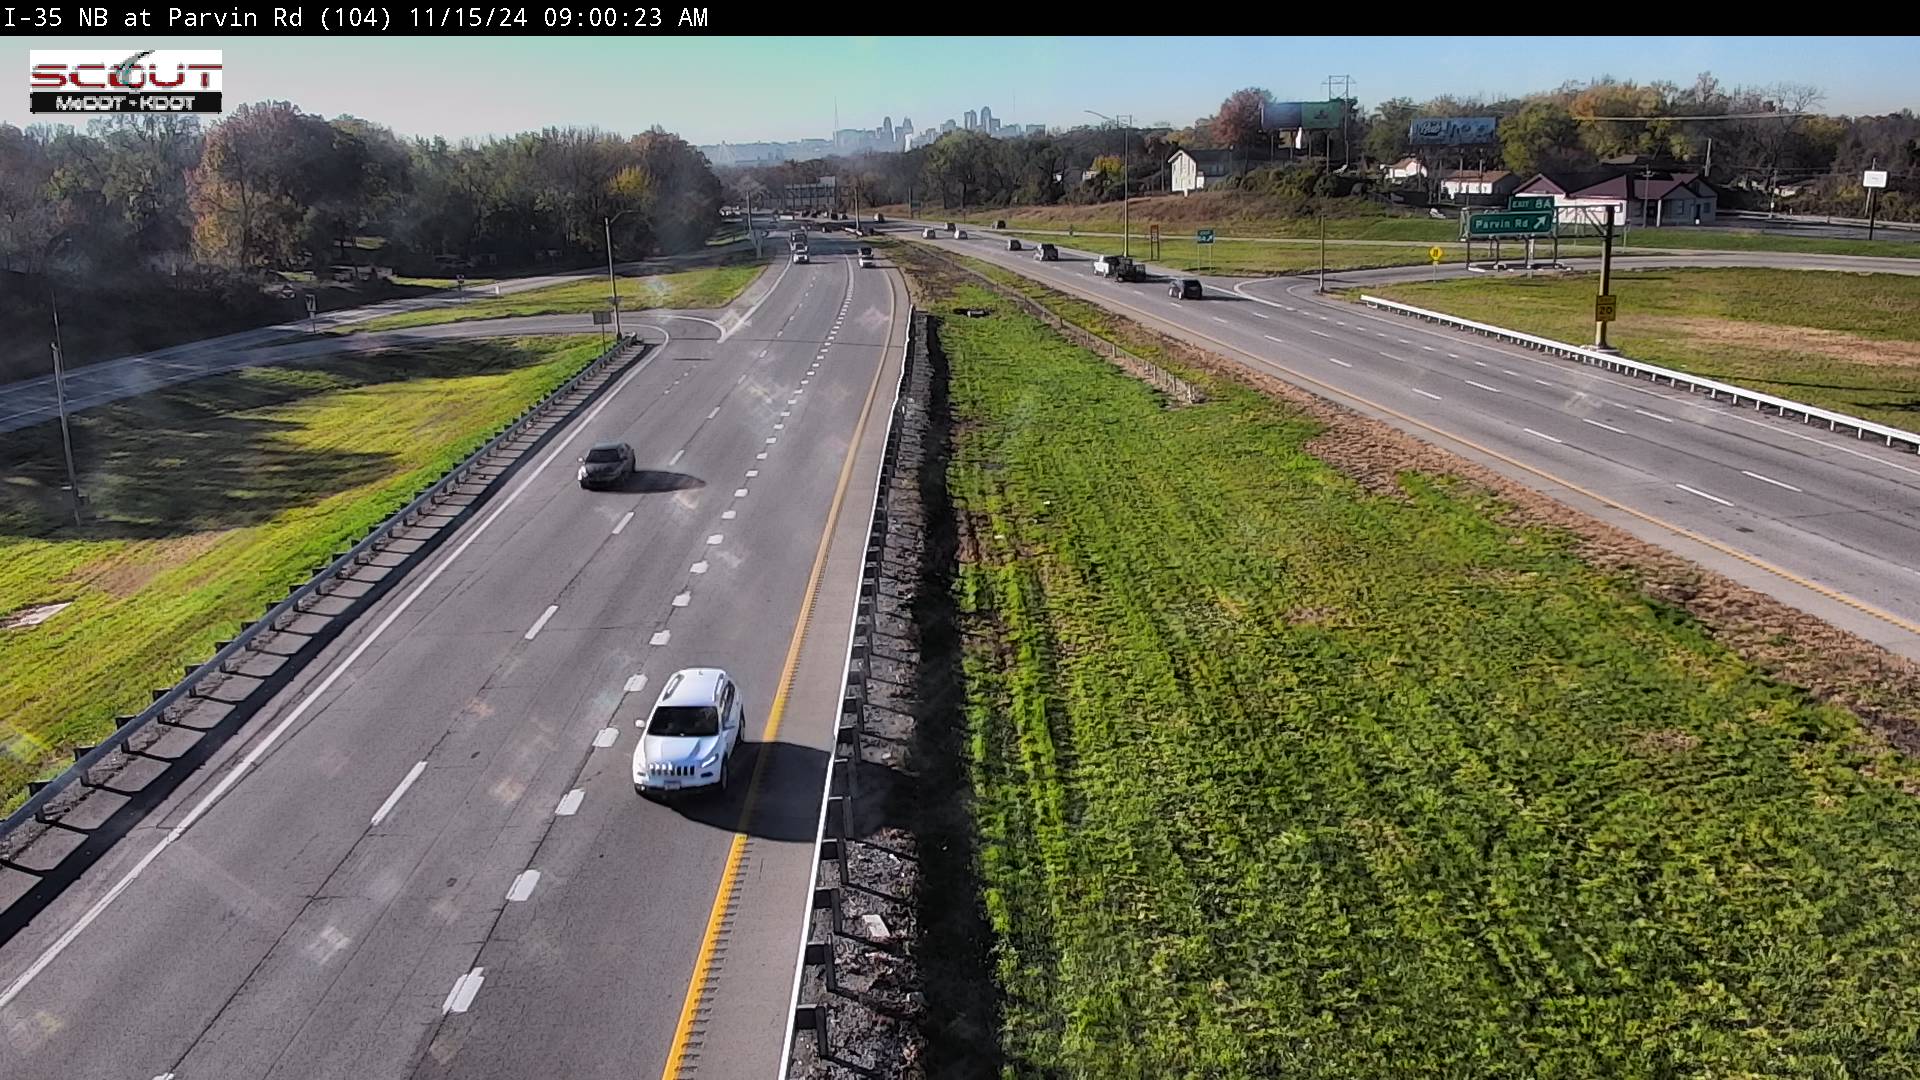 I-35 NB at Parvin Rd (104) 11/15/24 09:00:23 AM
SCOUT
MoDOT - KDOT
EXIT 8A
Parvin Rd
20